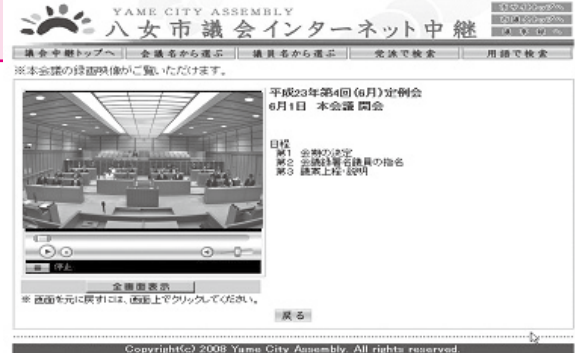 YAME CITY ASSEMBLY
八女市議会インターネット中継
議会中継トップへ 会議名から選ぶ 議員名から選ぶ 党派で検索 用語で検索
※本会議の録画映像がご覧いただけます。
平成23年第4回(6月)定例会
6月1日 本会議 開会
日程
第1 会期の決定
第2 会議録署名議員の指名
第3 議案上程・説明
停止
全画面表示
※ 画面を元に戻すには、画面上でクリックしてください。
戻る
Copyright(c) 2008 Yame City Assembly. All rights reserved.